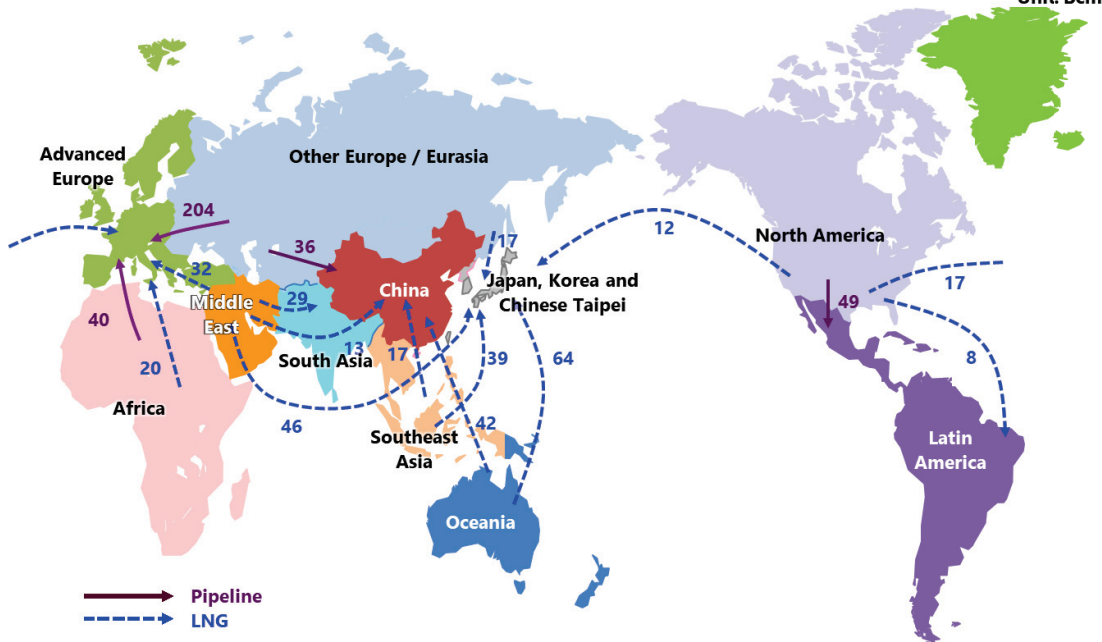 Unit: Bcm
Advanced
Europe
Other Europe / Eurasia
204
36
17
12
North America
32
Japan, Korea and
Chinese Taipei
17
Middle
East
29
China
49
40
13
17
39
64
8
South Asia
20
Africa
46
42
Southeast
Asia
Latin
America
Oceania
Pipeline
LNG